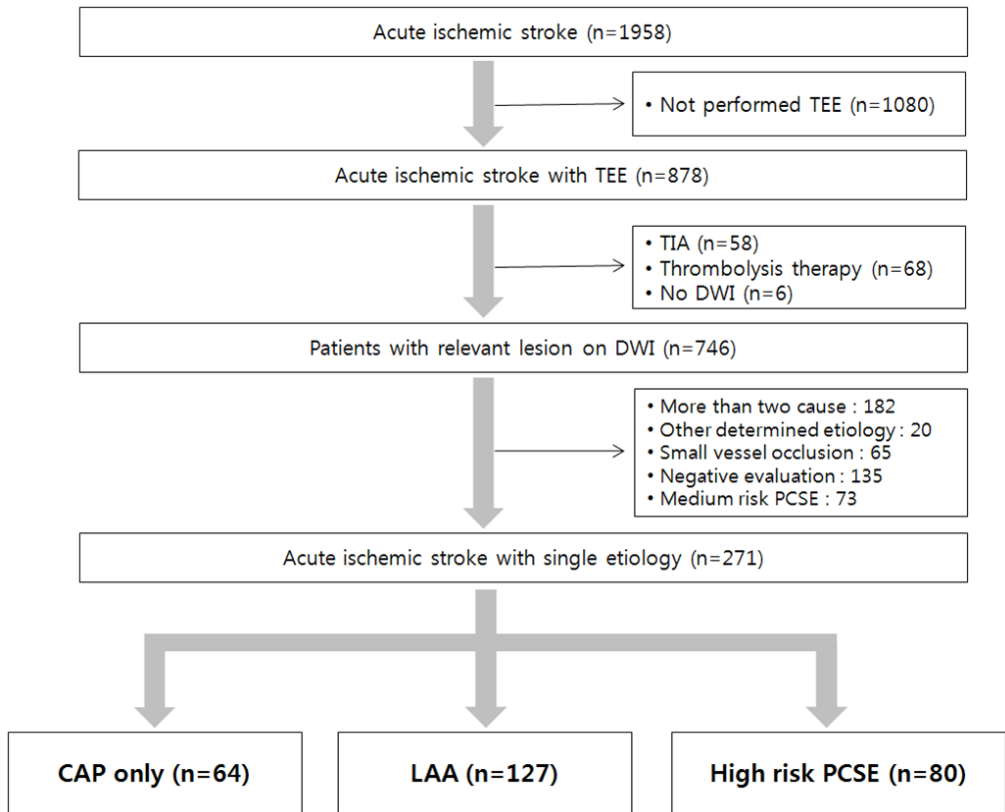 Acute ischemic stroke (n=1958)
• Not performed TEE (n=1080)
Acute ischemic stroke with TEE (n=878)
• TIA (n=58)
• Thrombolysis therapy (n=68)
• No DWI (n=6)
Patients with relevant lesion on DWI (n=746)
• More than two cause : 182
• Other determined etiology : 20
• Small vessel occlusion : 65
• Negative evaluation : 135
• Medium risk PCSE : 73
Acute ischemic stroke with single etiology (n=271)
CAP only (n=64)
LAA (n=127)
High risk PCSE (n=80)